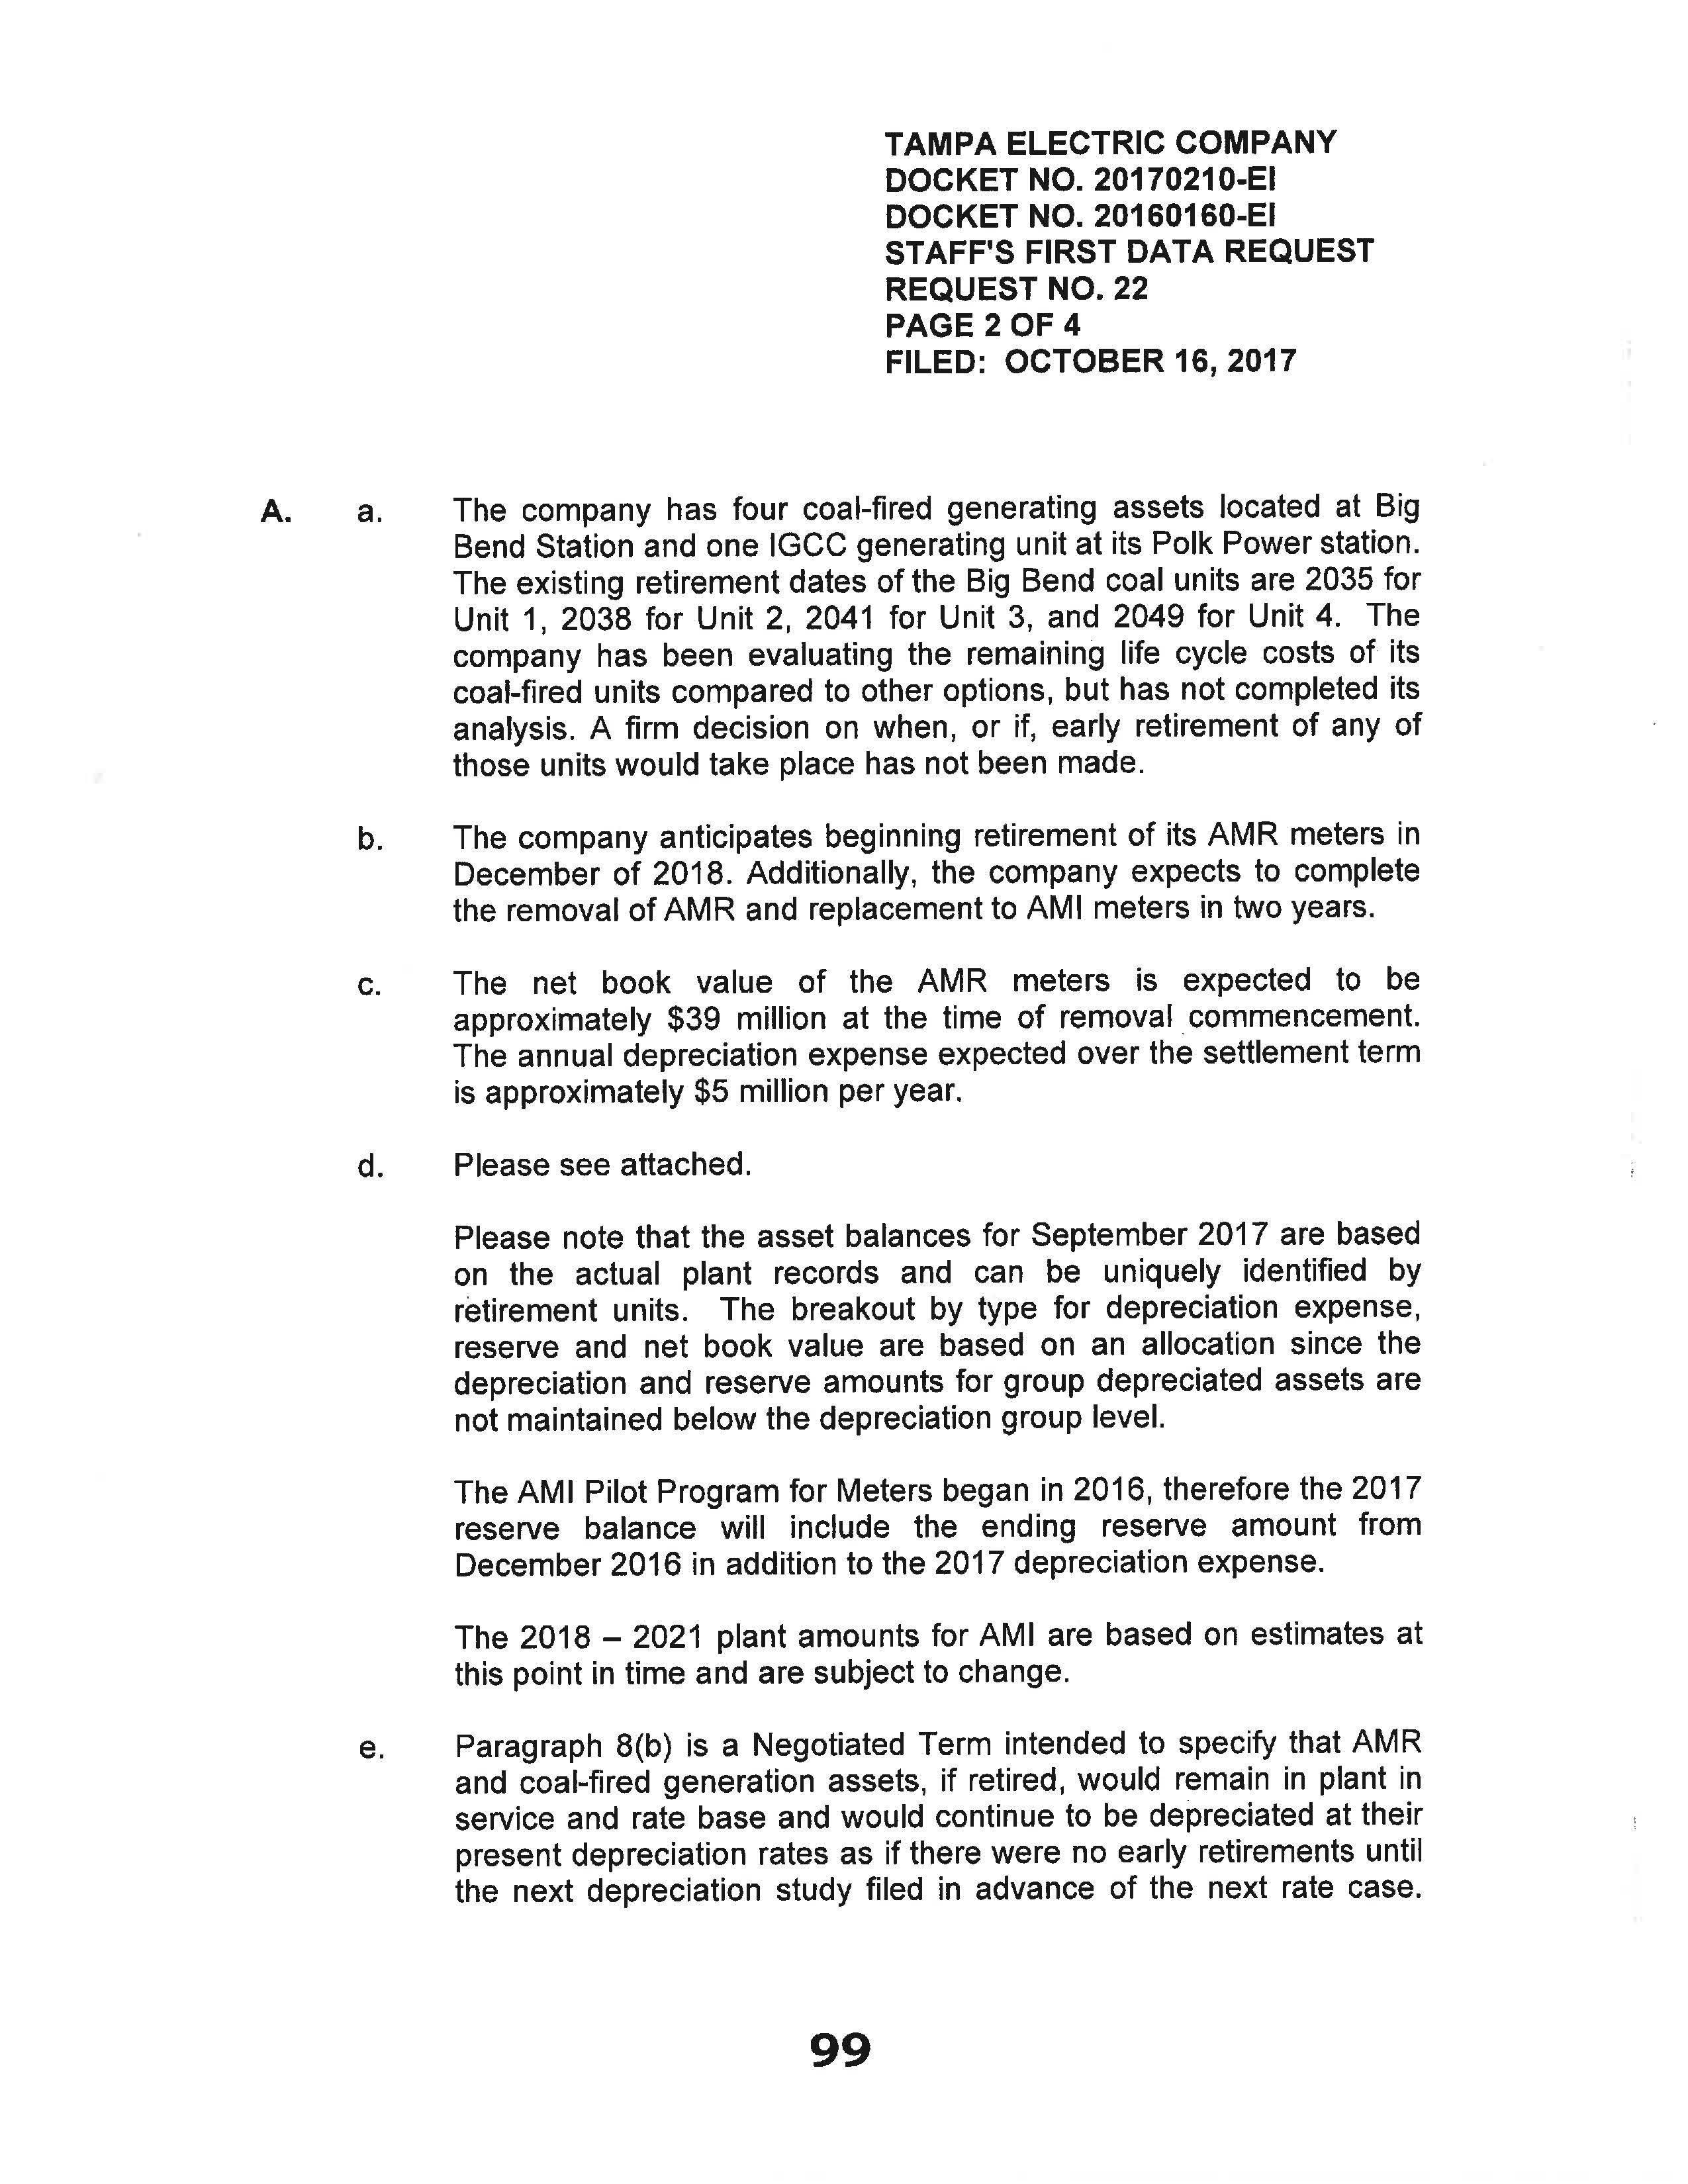 TAMPA ELECTRIC COMPANY
DOCKET NO. 20170210-EI
DOCKET NO. 20160160-EI
STAFF'S FIRST DATA REQUEST
REQUEST NO. 22
PAGE 2 OF 4
FILED: OCTOBER 16, 2017
A. a. The company has four coal-fired generating assets located at Big
Bend Station and one IGCC generating unit at its Polk Power station.
The existing retirement dates of the Big Bend coal units are 2035 for
Unit 1, 2038 for Unit 2, 2041 for Unit 3, and 2049 for Unit 4. The
company has been evaluating the remaining life cycle costs of its
coal-fired units compared to other options, but has not completed its
analysis. A firm decision on when, or if, early retirement of any of
those units would take place has not been made.
b. The company anticipates beginning retirement of its AMR meters in
December of 2018. Additionally, the company expects to complete
the removal of AMR and replacement to AMI meters in two years.
c. The net book value of the AMR meters is expected to be
approximately $39 million at the time of removal commencement.
The annual depreciation expense expected over the settlement term
is approximately $5 million per year.
d. Please see attached.
Please note that the asset balances for September 2017 are based
on the actual plant records and can be uniquely identified by
retirement units. The breakout by type for depreciation expense,
reserve and net book value are based on an allocation since the
depreciation and reserve amounts for group depreciated assets are
not maintained below the depreciation group level.
The AMI Pilot Program for Meters began in 2016, therefore the 2017
reserve balance will include the ending reserve amount from
December 2016 in addition to the 2017 depreciation expense.
The 2018 – 2021 plant amounts for AMI are based on estimates at
this point in time and are subject to change.
e. Paragraph 8(b) is a Negotiated Term intended to specify that AMR
and coal-fired generation assets, if retired, would remain in plant in
service and rate base and would continue to be depreciated at their
present depreciation rates as if there were no early retirements until
the next depreciation study filed in advance of the next rate case.
99